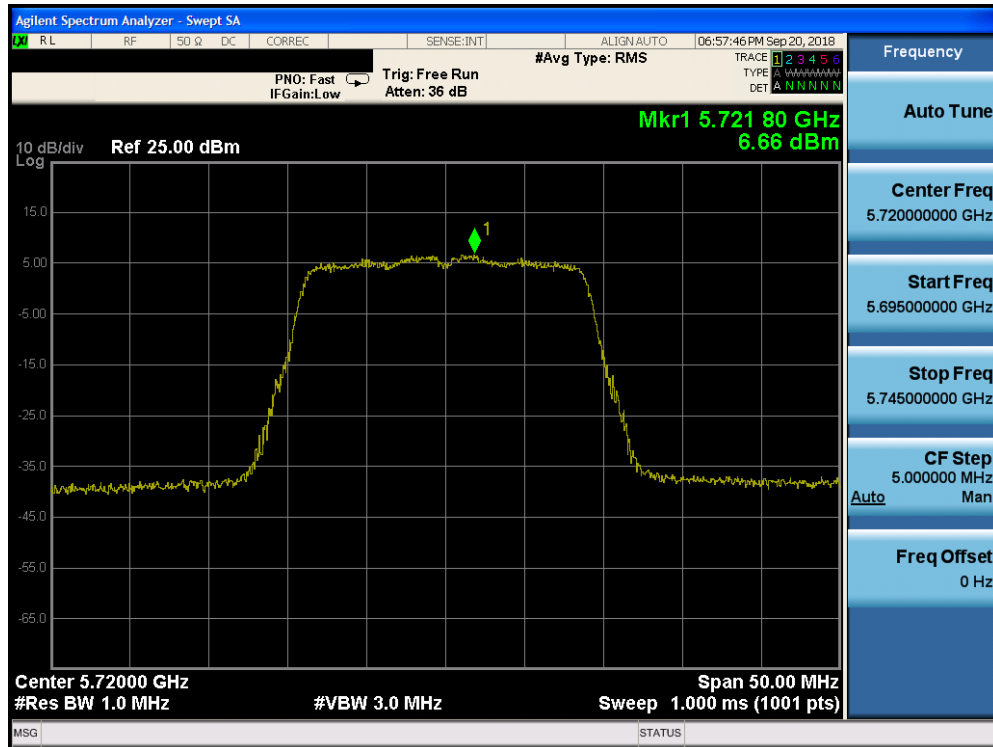 Agilent Spectrum Analyzer - Swept SA
LXI RL RF 50 Ω DC CORREC SENSE:INT ALIGN AUTO 06:57:46 PM Sep 20, 2018
#Avg Type: RMS TRACE 1 2 3 4 5 6
PNO: Fast Trig: Free Run TYPE A WWWWW
IFGain:Low Atten: 36 dB DET A N N N N N
Mkr1 5.721 80 GHz
6.66 dBm
10 dB/div Ref 25.00 dBm
Log
15.0
1
5.00
-5.00
-15.0
-25.0
-35.0
-45.0
-55.0
-65.0
Center 5.72000 GHz Span 50.00 MHz
#Res BW 1.0 MHz #VBW 3.0 MHz Sweep 1.000 ms (1001 pts)
MSG STATUS
Frequency
Auto Tune
Center Freq
5.720000000 GHz
Start Freq
5.695000000 GHz
Stop Freq
5.745000000 GHz
CF Step
5.000000 MHz
Auto Man
Freq Offset
0 Hz